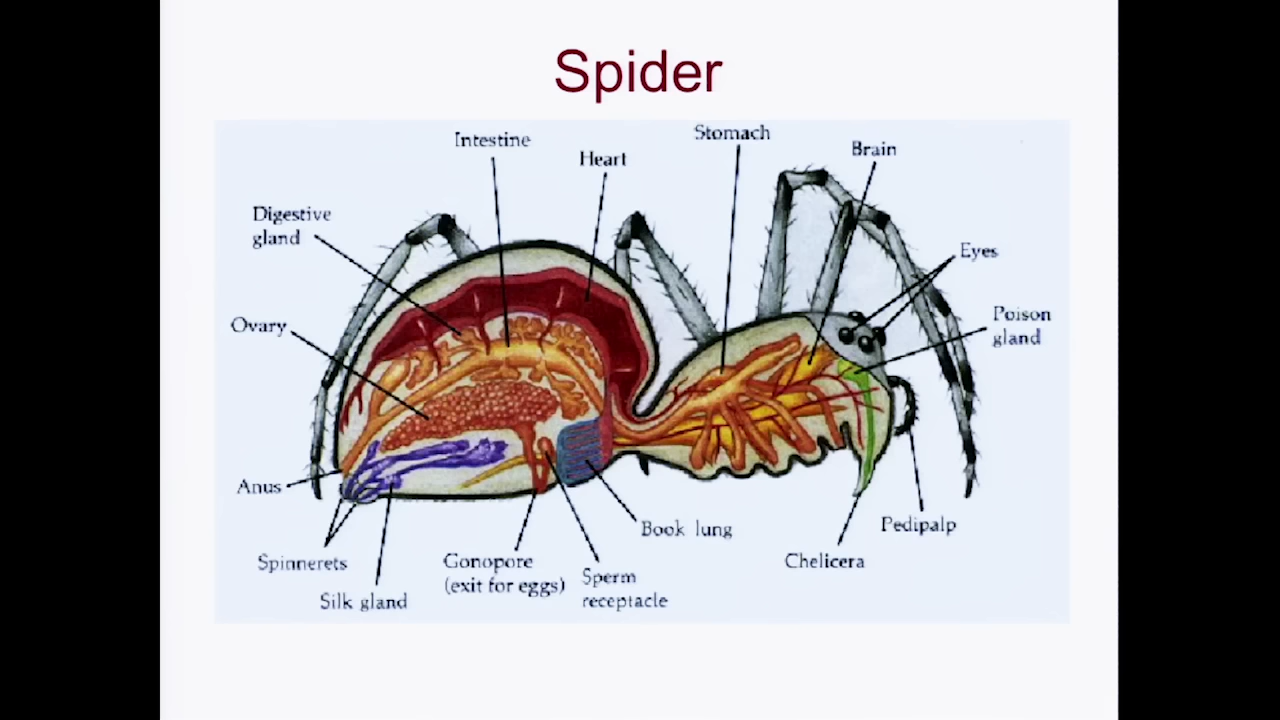 Spider
Intestine
Stomach
Heart
Brain
Digestive
gland
Eyes
Ovary
Poison
gland
Anus
Book lung
Pedipalp
Spinnerets
Gonopore
(exit for eggs)
Sperm
receptacle
Chelicera
Silk gland